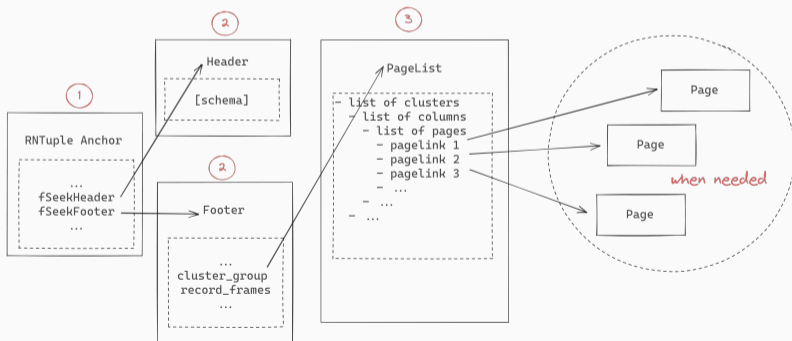 1
RNTuple Anchor
...
fSeekHeader
fSeekFooter
...
2
Header
[schema]
2
Footer
...
cluster_group
record_frames
...
3
PageList
- list of clusters
- list of columns
- list of pages
- pagelink 1
- pagelink 2
- pagelink 3
- ...
- ...
- ...
Page
Page
when needed
Page